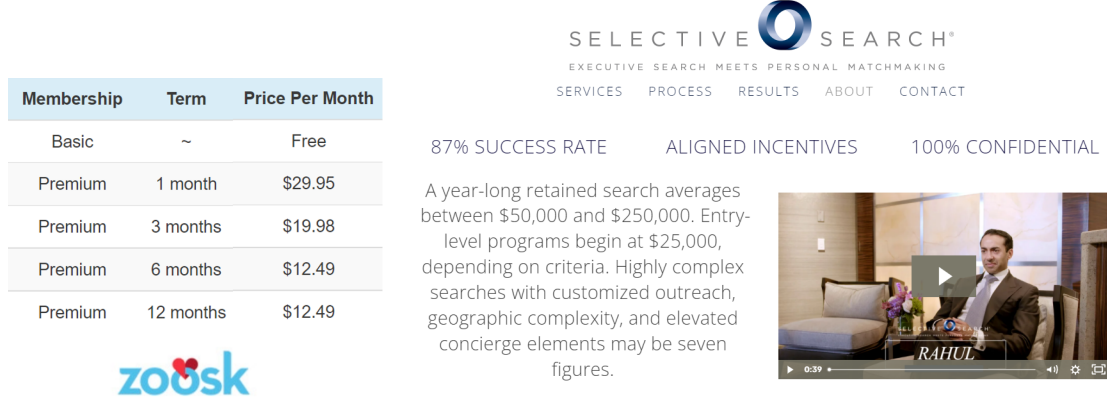 SELECTIVE SEARCH®
EXECUTIVE SEARCH MEETS PERSONAL MATCHMAKING
SERVICES PROCESS RESULTS ABOUT CONTACT
Membership Term Price Per Month
Basic ~ Free
Premium 1 month $29.95
Premium 3 months $19.98
Premium 6 months $12.49
Premium 12 months $12.49
zoosk
87% SUCCESS RATE ALIGNED INCENTIVES 100% CONFIDENTIAL
A year-long retained search averages
between $50,000 and $250,000. Entry-
level programs begin at $25,000,
depending on criteria. Highly complex
searches with customized outreach,
geographic complexity, and elevated
concierge elements may be seven
figures.
SELECTIVE SEARCH
RAHUL
0:39